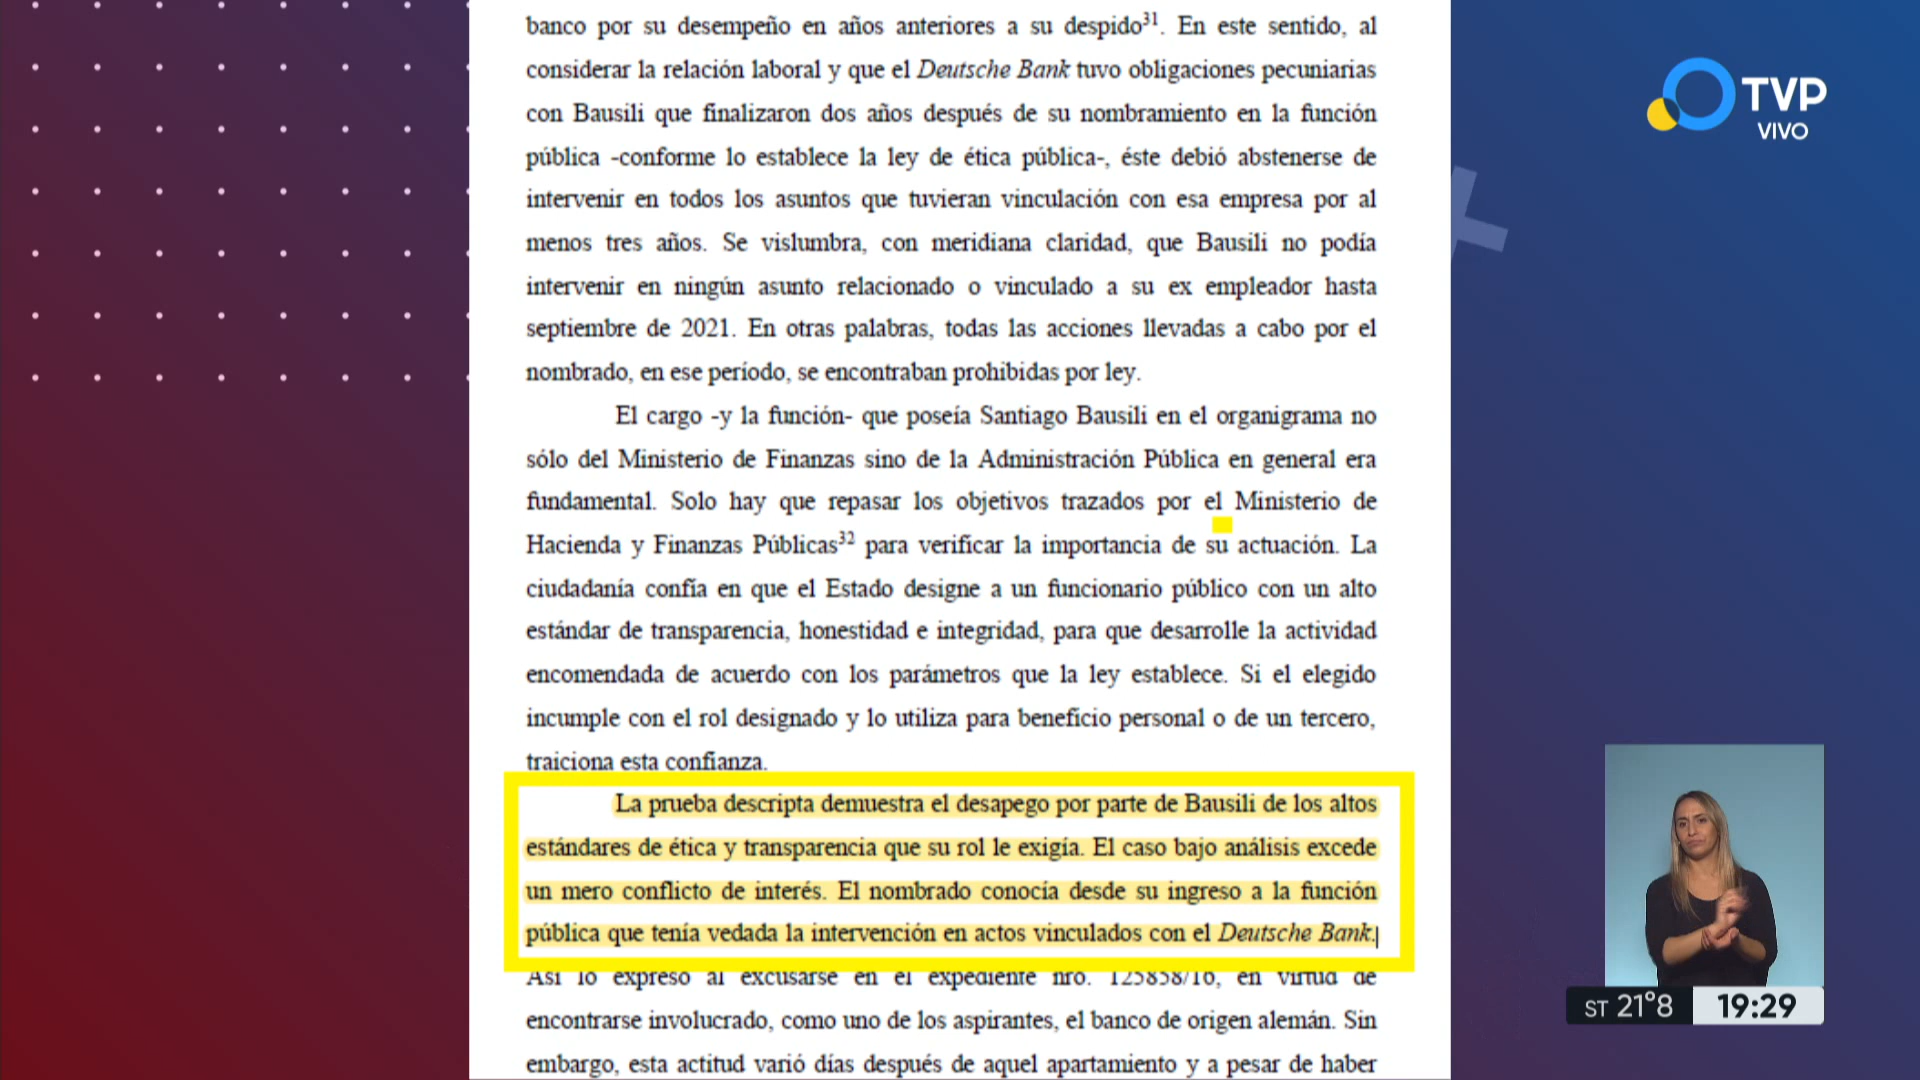 banco por su desempeño en años anteriores a su despido31. En este sentido, al
considerar la relación laboral y que el Deutsche Bank tuvo obligaciones pecuniarias
con Bausili que finalizaron dos años después de su nombramiento en la función
pública -conforme lo establece la ley de ética pública-, éste debió abstenerse de
intervenir en todos los asuntos que tuvieran vinculación con esa empresa por al
menos tres años. Se vislumbra, con meridiana claridad, que Bausili no podía
intervenir en ningún asunto relacionado o vinculado a su ex empleador hasta
septiembre de 2021. En otras palabras, todas las acciones llevadas a cabo por el
nombrado, en ese período, se encontraban prohibidas por ley.
El cargo -y la función- que poseía Santiago Bausili en el organigrama no
sólo del Ministerio de Finanzas sino de la Administración Pública en general era
fundamental. Solo hay que repasar los objetivos trazados por el Ministerio de
Hacienda y Finanzas Públicas32 para verificar la importancia de su actuación. La
ciudadanía confía en que el Estado designe a un funcionario público con un alto
estándar de transparencia, honestidad e integridad, para que desarrolle la actividad
encomendada de acuerdo con los parámetros que la ley establece. Si el elegido
incumple con el rol designado y lo utiliza para beneficio personal o de un tercero,
traiciona esta confianza.
La prueba descripta demuestra el desapego por parte de Bausili de los altos
estándares de ética y transparencia que su rol le exigía. El caso bajo análisis excede
un mero conflicto de interés. El nombrado conocía desde su ingreso a la función
pública que tenía vedada la intervención en actos vinculados con el Deutsche Bank.
Así lo expresó al excusarse en el expediente nro. 125858/16, en virtud de
encontrarse involucrado, como uno de los aspirantes, el banco de origen alemán. Sin
embargo, esta actitud varió días después de aquel apartamiento y a pesar de haber
TVP
VIVO
ST 21°8
19:29